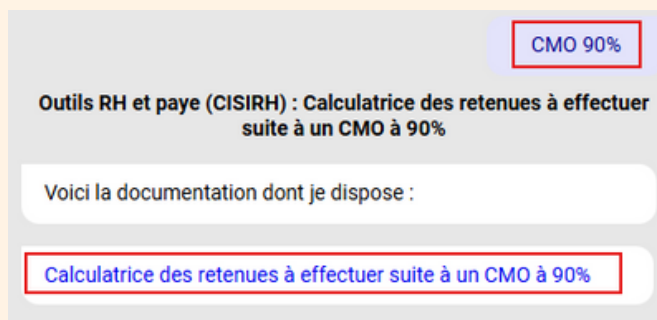 CMO 90%
Outils RH et paye (CISIRH) : Calculatrice des retenues à effectuer
suite à un CMO à 90%
Voici la documentation dont je dispose :
Calculatrice des retenues à effectuer suite à un CMO à 90%